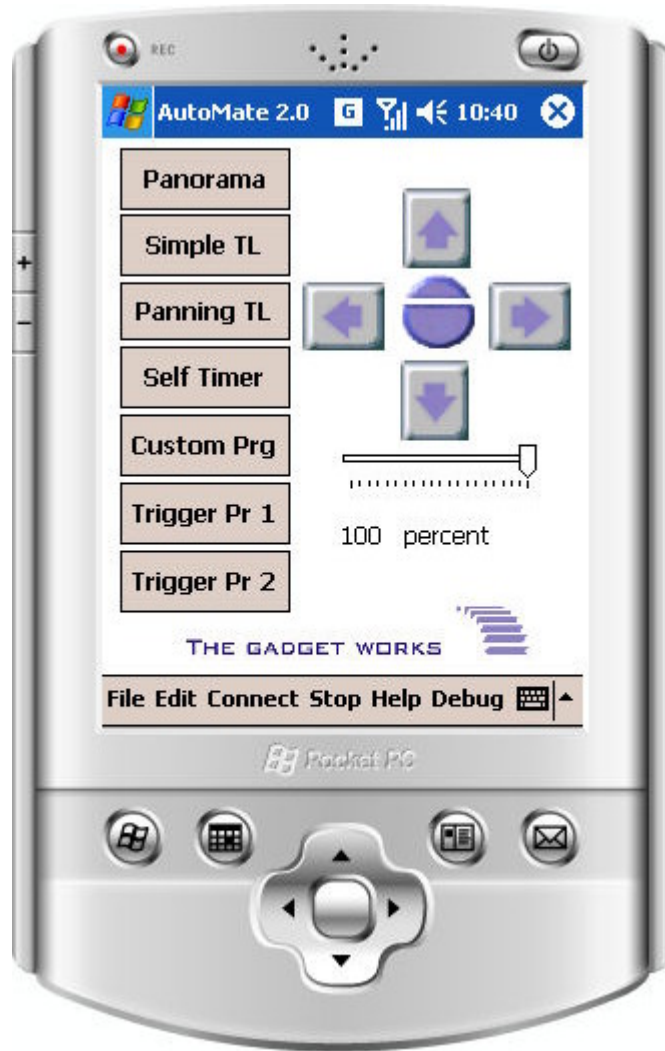 REC
AutoMate 2.0 G 10:40
Panorama
Simple TL
Panning TL
Self Timer
Custom Prg
Trigger Pr 1
Trigger Pr 2
+
-
100 percent
THE GADGET WORKS
File Edit Connect Stop Help Debug
Pocket PC